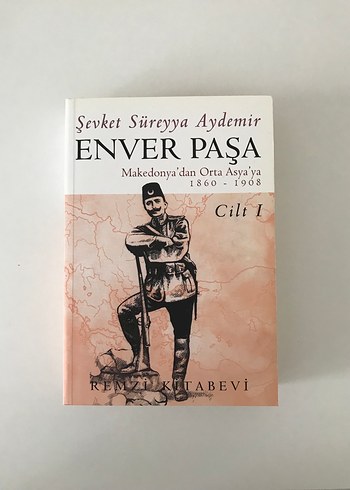 Şevket Süreyya Aydemir
ENVER PAŞA
Makedonya'dan Orta Asya'ya
1860 - 1908
Cilt I
REMZİ KİTABEVİ